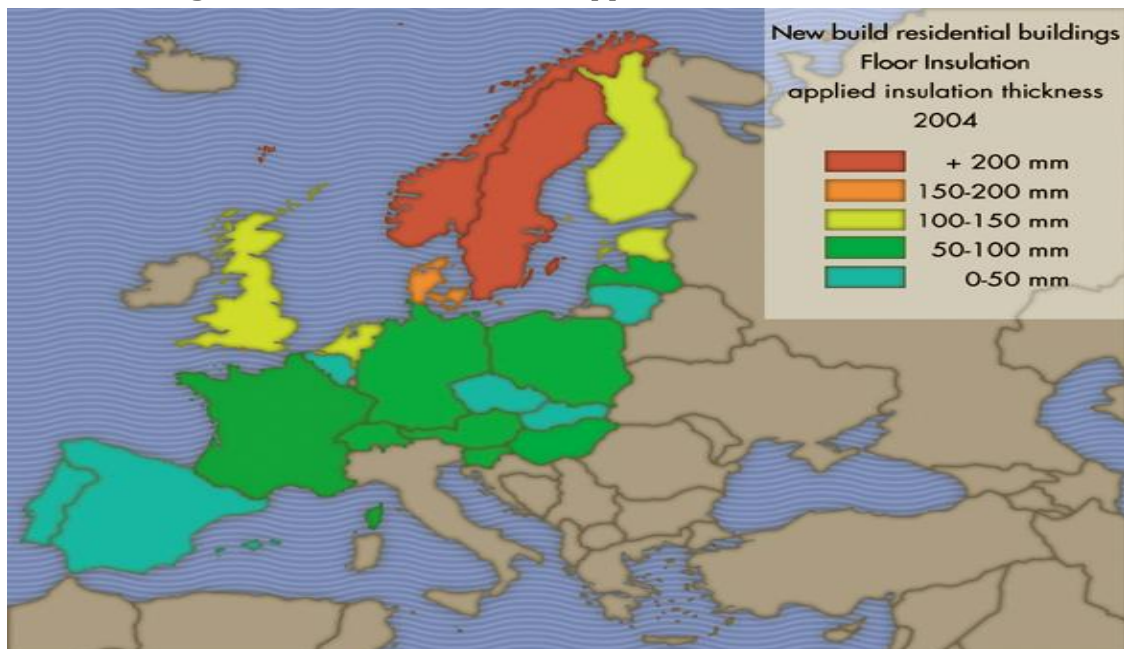 New build residential buildings
Floor Insulation
applied insulation thickness
2004
+ 200 mm
150-200 mm
100-150 mm
50-100 mm
0-50 mm